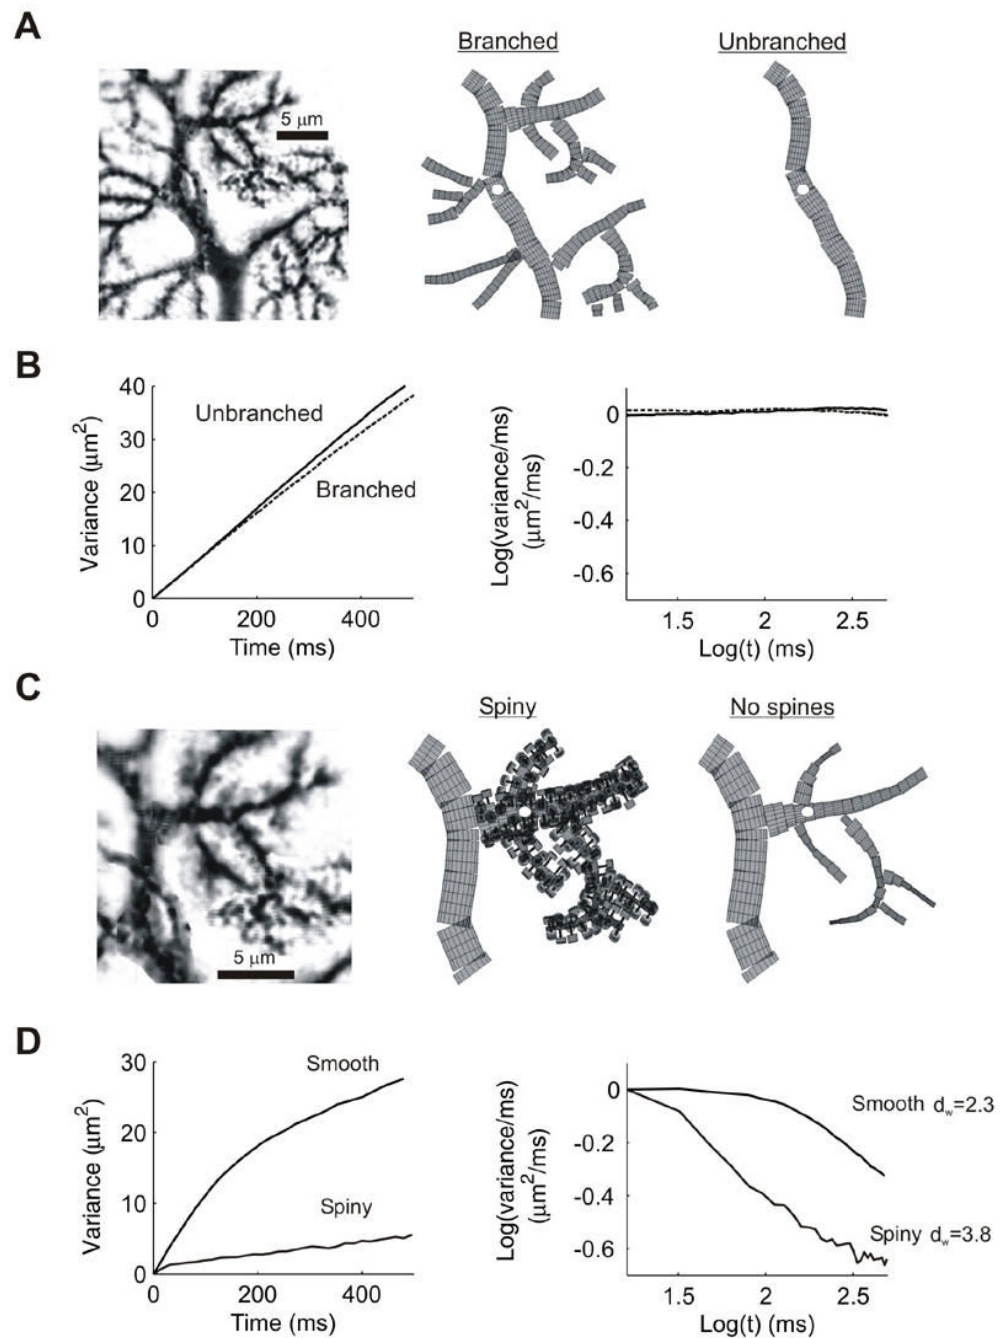 A
Branched
Unbranched
5 μm
B
40
30
20
10
0
Variance (μm²)
Unbranched
Branched
0
200
400
Time (ms)
0
-0.2
-0.4
-0.6
Log(variance/ms)
(μm²/ms)
1.5
2
2.5
Log(t) (ms)
C
Spiny
No spines
5 μm
D
30
20
10
0
Variance (μm²)
Smooth
Spiny
0
200
400
Time (ms)
0
-0.2
-0.4
-0.6
Log(variance/ms)
(μm²/ms)
Smooth d_w=2.3
Spiny d_w=3.8
1.5
2
2.5
Log(t) (ms)